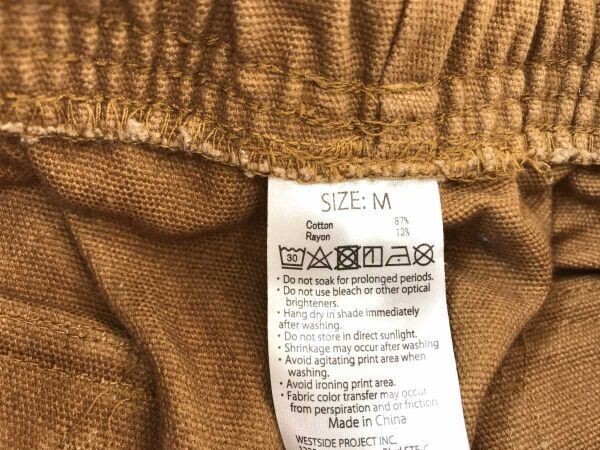 SIZE: M
Cotton 87%
Rayon 13%
30
• Do not soak for prolonged periods.
• Do not use bleach or other optical
brighteners.
• Hang dry in shade immediately
after washing.
• Do not store in direct sunlight.
• Shrinkage may occur after washing
• Avoid agitating print area when
washing.
• Avoid ironing print area.
• Fabric color transfer may occur
from perspiration and or friction
Made in China
WESTSIDE PROJECT INC.